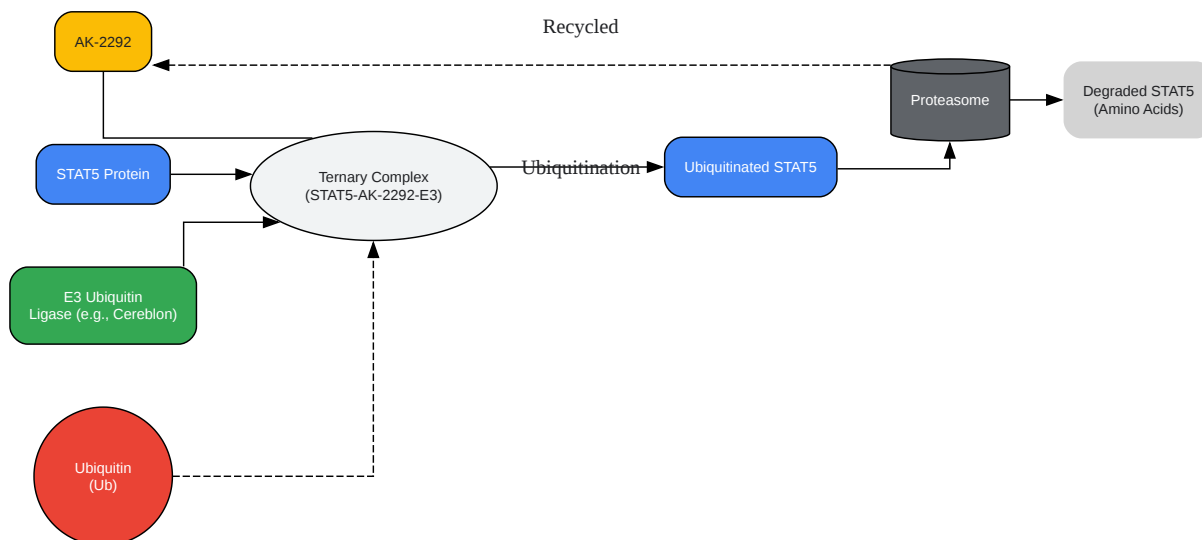 Recycled
AK-2292
Proteasome
Degraded STAT5
(Amino Acids)
STAT5 Protein
Ternary Complex
(STAT5-AK-2292-E3)
Ubiquitination
Ubiquitinated STAT5
E3 Ubiquitin
Ligase (e.g., Cereblon)
Ubiquitin
(Ub)